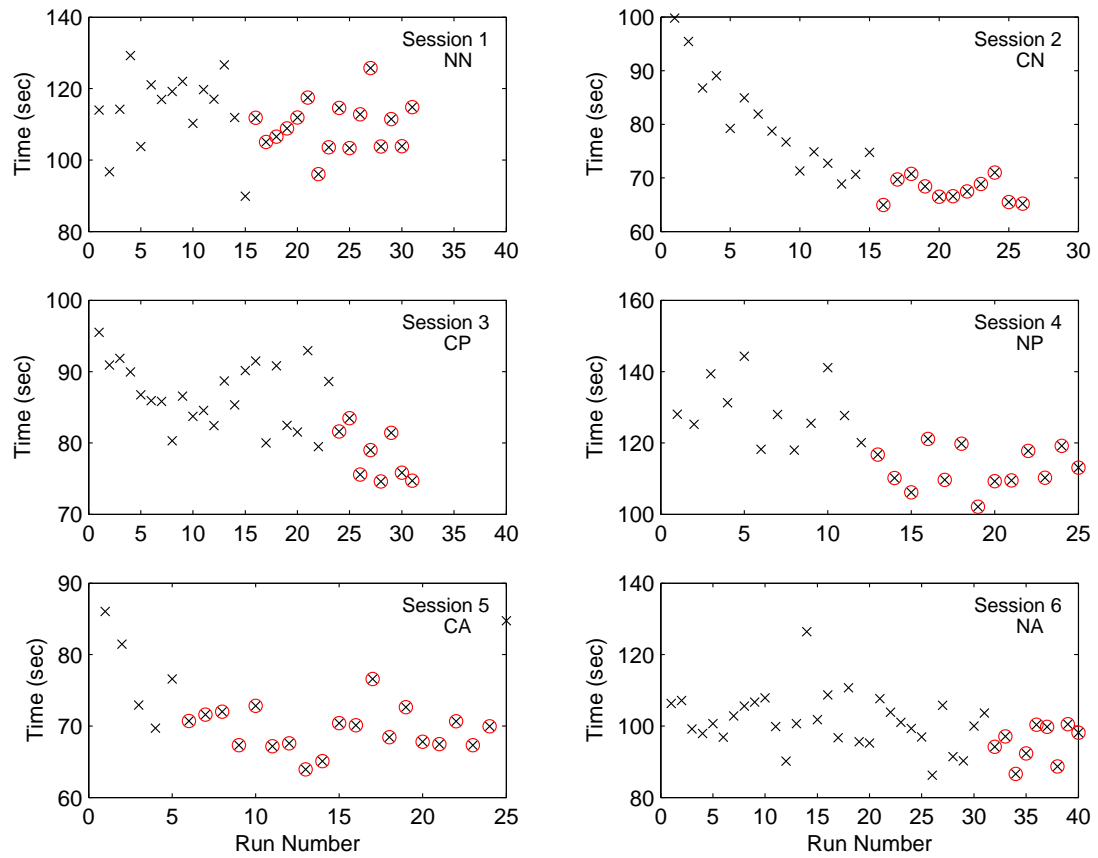 140
120
100
80
Time (sec)
0 5 10 15 20 25 30 35 40
Session 1
NN
100
90
80
70
60
Time (sec)
0 5 10 15 20 25 30
Session 2
CN
100
90
80
70
Time (sec)
0 5 10 15 20 25 30 35 40
Session 3
CP
160
140
120
100
Time (sec)
0 5 10 15 20 25
Session 4
NP
90
80
70
60
Time (sec)
0 5 10 15 20 25
Run Number
Session 5
CA
140
120
100
80
Time (sec)
0 5 10 15 20 25 30 35 40
Run Number
Session 6
NA